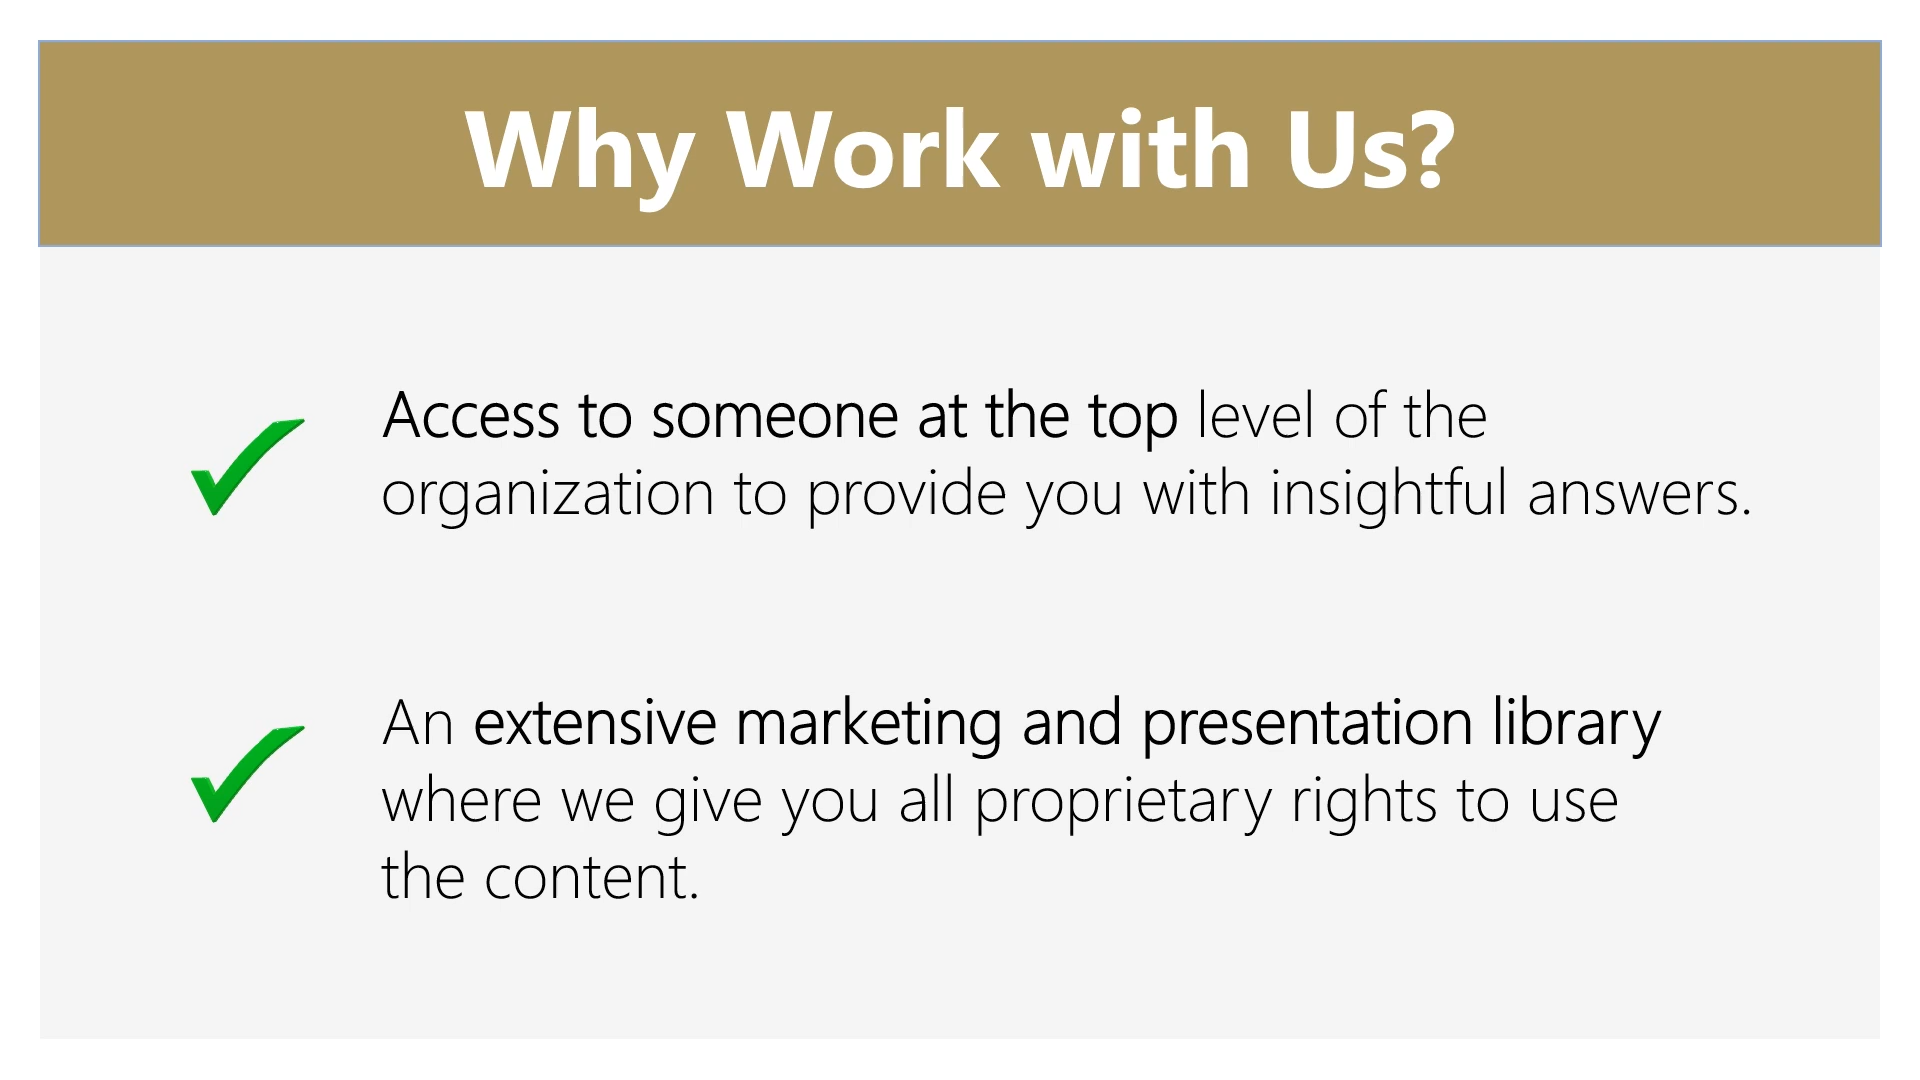 Why Work with Us?
Access to someone at the top level of the
organization to provide you with insightful answers.
An extensive marketing and presentation library
where we give you all proprietary rights to use
the content.